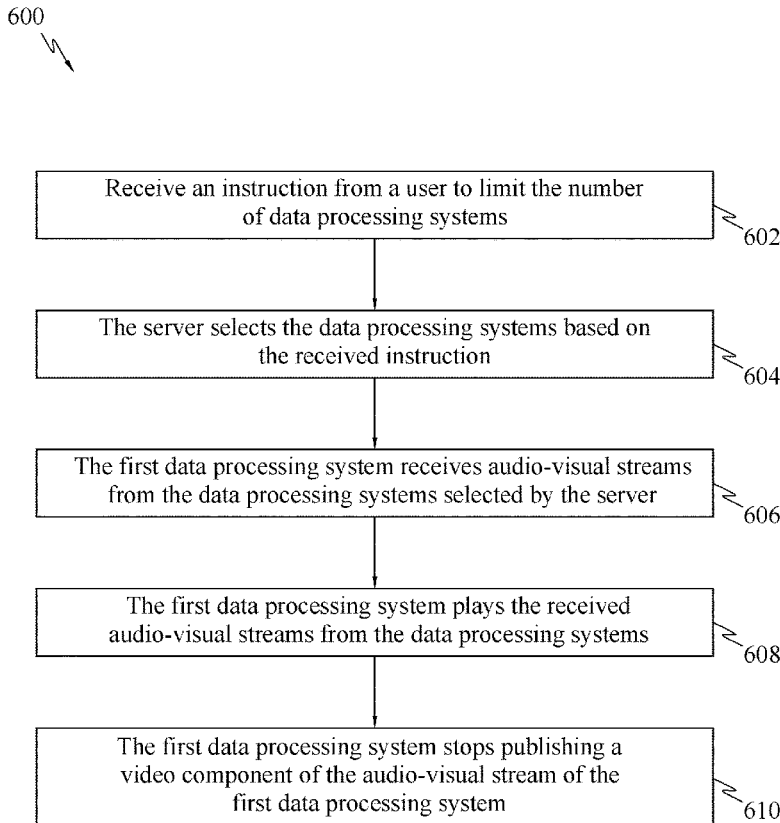 600
Receive an instruction from a user to limit the number
of data processing systems
602
The server selects the data processing systems based on
the received instruction
604
The first data processing system receives audio-visual streams
from the data processing systems selected by the server
606
The first data processing system plays the received
audio-visual streams from the data processing systems
608
The first data processing system stops publishing a
video component of the audio-visual stream of the
first data processing system
610